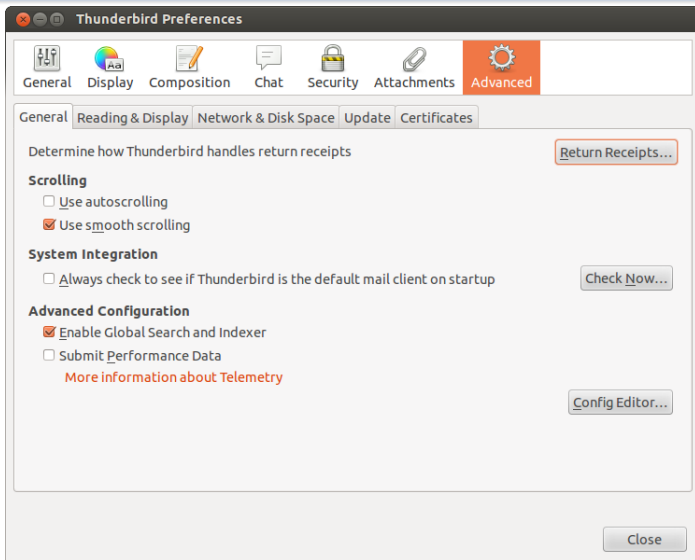 Thunderbird Preferences
Aa
General Display Composition Chat Security Attachments Advanced
General Reading & Display Network & Disk Space Update Certificates
Determine how Thunderbird handles return receipts Return Receipts...
Scrolling
Use autoscrolling
Use smooth scrolling
System Integration
Always check to see if Thunderbird is the default mail client on startup Check Now...
Advanced Configuration
Enable Global Search and Indexer
Submit Performance Data
More information about Telemetry
Config Editor...
Close